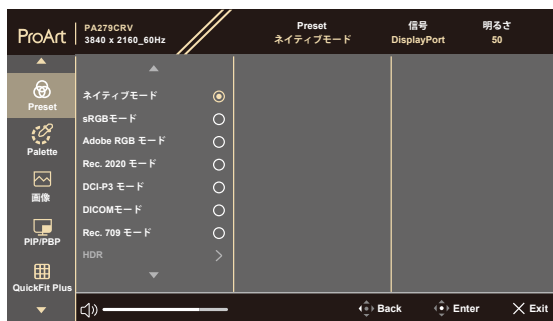 ProArt
PA279CRV
3840 x 2160_60Hz
Preset
ネイティブモード
信号
DisplayPort
明るさ
50
Preset
Palette
画像
PIP/PBP
QuickFit Plus
ネイティブモード
sRGBモード
Adobe RGB モード
Rec. 2020 モード
DCI-P3 モード
DICOMモード
Rec. 709 モード
HDR
Back
Enter
Exit